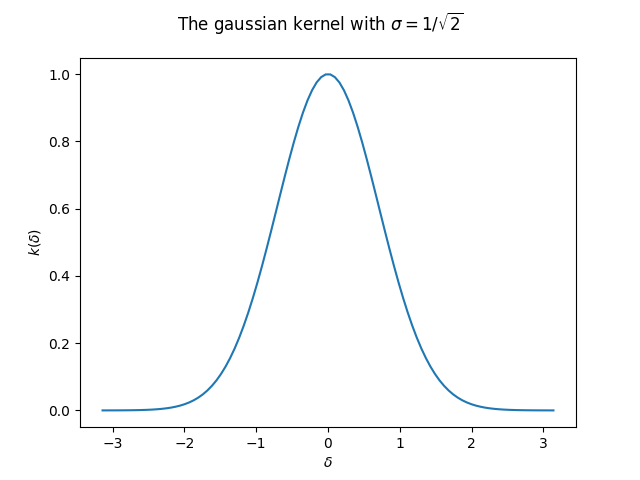 The gaussian kernel with σ = 1/√2
k(δ)
1.0
0.8
0.6
0.4
0.2
0.0
−3 −2 −1 0 1 2 3
δ